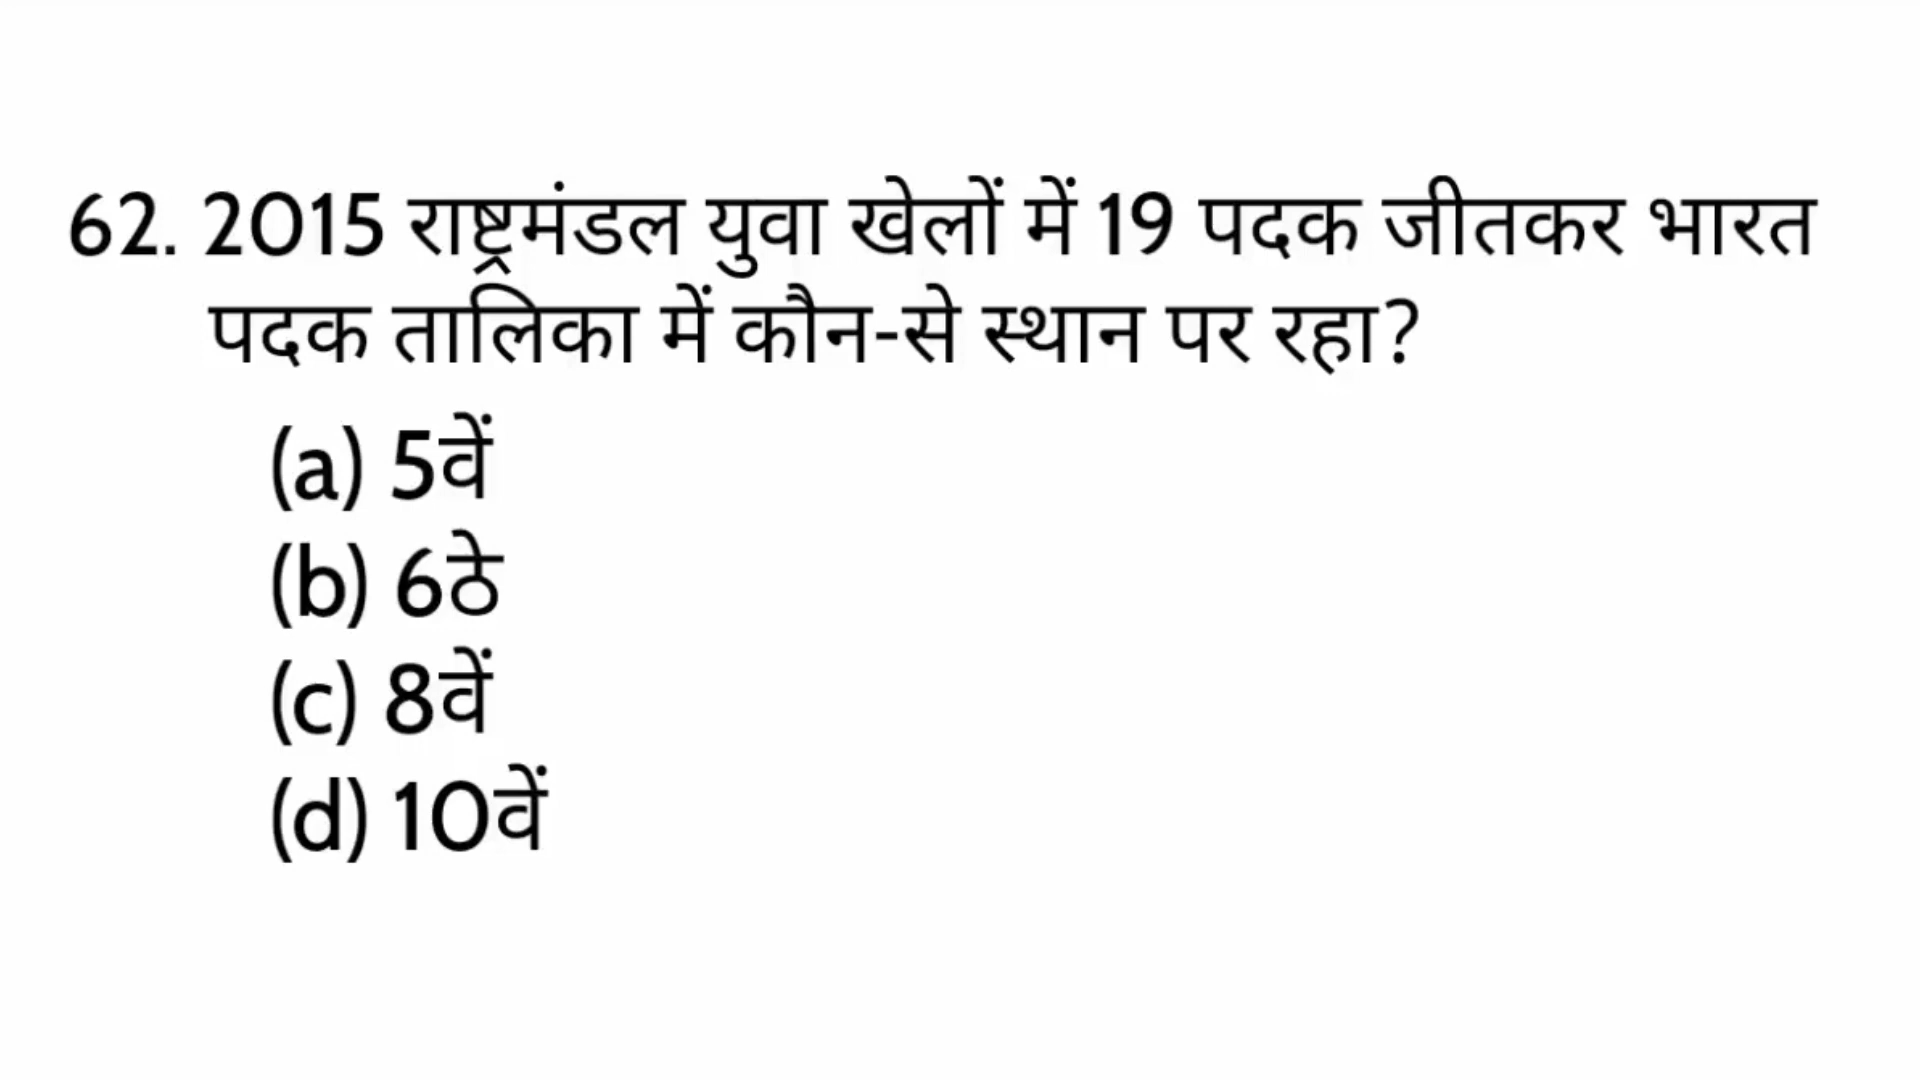 62. 2015 राष्ट्रमंडल युवा खेलों में 19 पदक जीतकर भारत
पदक तालिका में कौन-से स्थान पर रहा?
(a) 5वें
(b) 6ठे
(c) 8वें
(d) 10वें